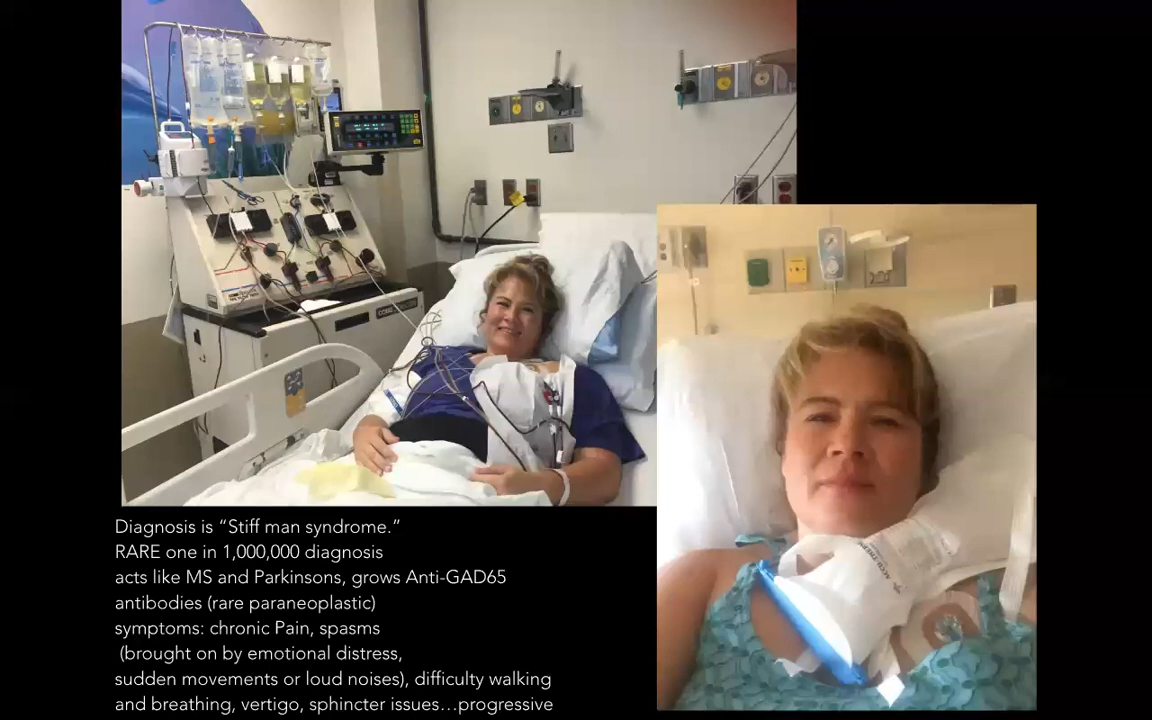 Diagnosis is “Stiff man syndrome.”
RARE one in 1,000,000 diagnosis
acts like MS and Parkinsons, grows Anti-GAD65
antibodies (rare paraneoplastic)
symptoms: chronic Pain, spasms
(brought on by emotional distress,
sudden movements or loud noises), difficulty walking
and breathing, vertigo, sphincter issues...progressive